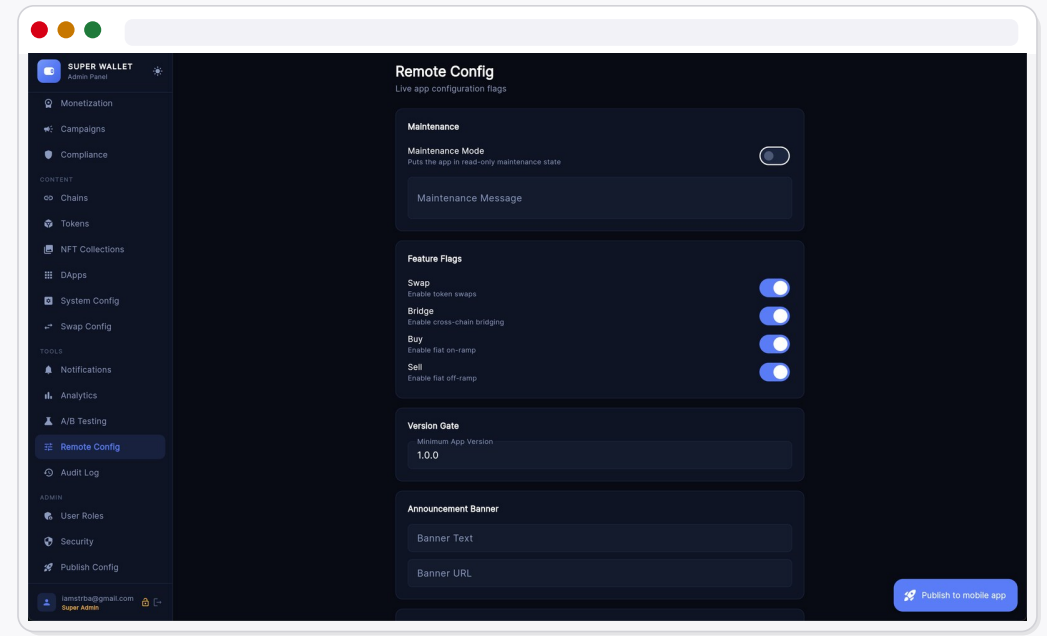 SUPER WALLET
Admin Panel
Monetization
Campaigns
Compliance
CONTENT
Chains
Tokens
NFT Collections
DApps
System Config
Swap Config
TOOLS
Notifications
Analytics
A/B Testing
Remote Config
Audit Log
ADMIN
User Roles
Security
Publish Config
iamstrba@gmail.com
Super Admin
Remote Config
Live app configuration flags
Maintenance
Maintenance Mode
Puts the app in read-only maintenance state
Maintenance Message
Feature Flags
Swap
Enable token swaps
Bridge
Enable cross-chain bridging
Buy
Enable fiat on-ramp
Sell
Enable fiat off-ramp
Version Gate
Minimum App Version
1.0.0
Announcement Banner
Banner Text
Banner URL
Publish to mobile app